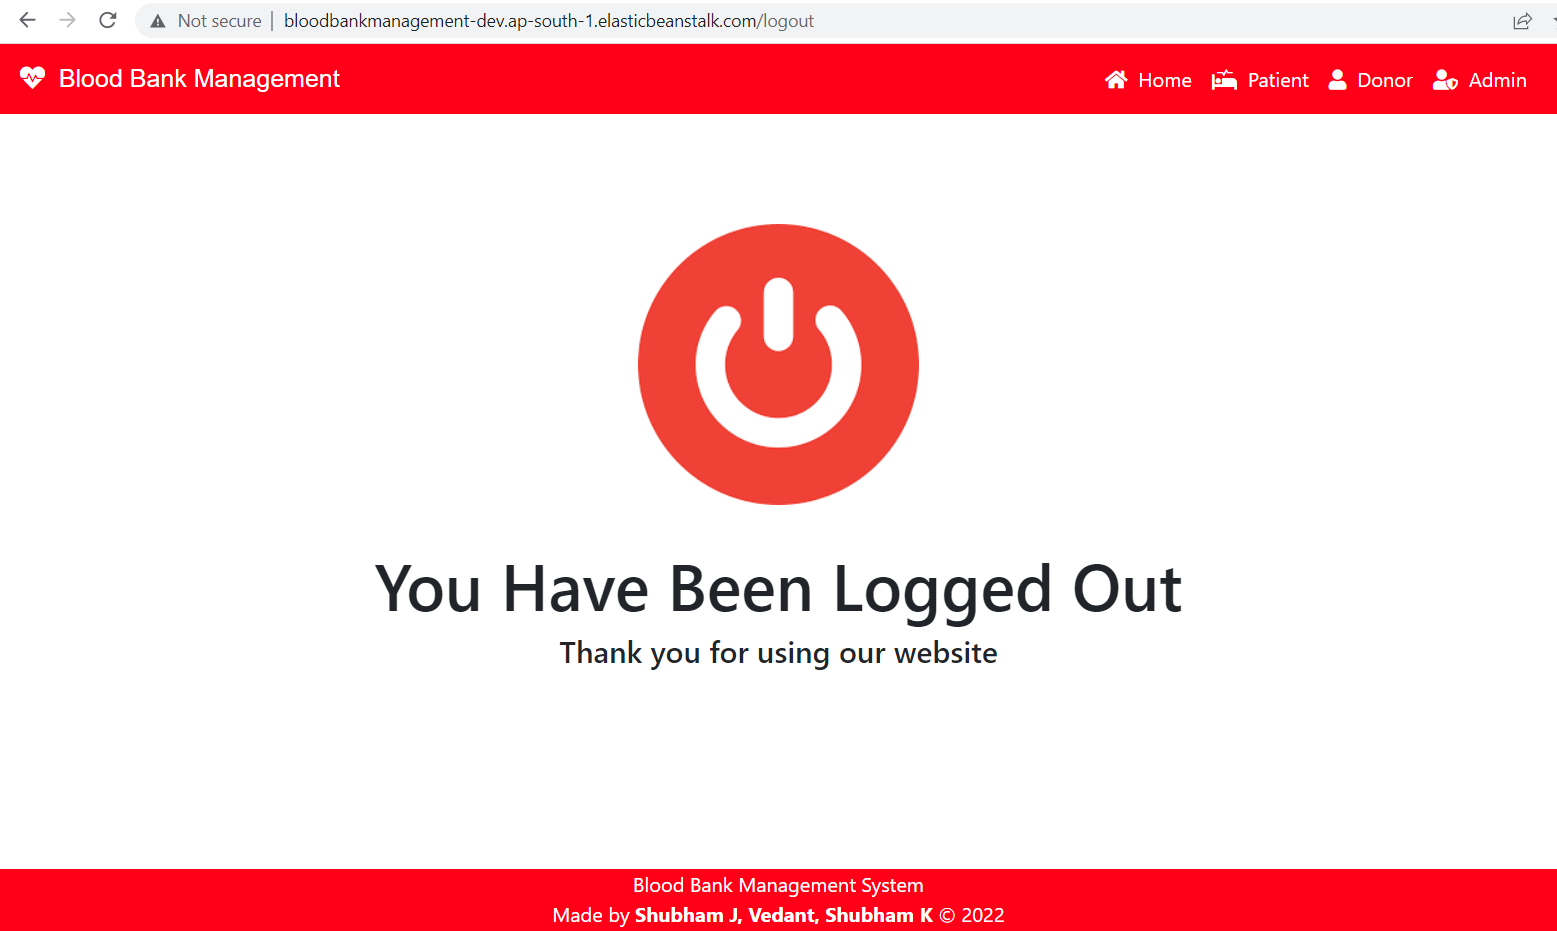 Not secure | bloodbankmanagement-dev.ap-south-1.elasticbeanstalk.com/logout
Blood Bank Management Home Patient Donor Admin
You Have Been Logged Out
Thank you for using our website
Blood Bank Management System
Made by Shubham J, Vedant, Shubham K © 2022